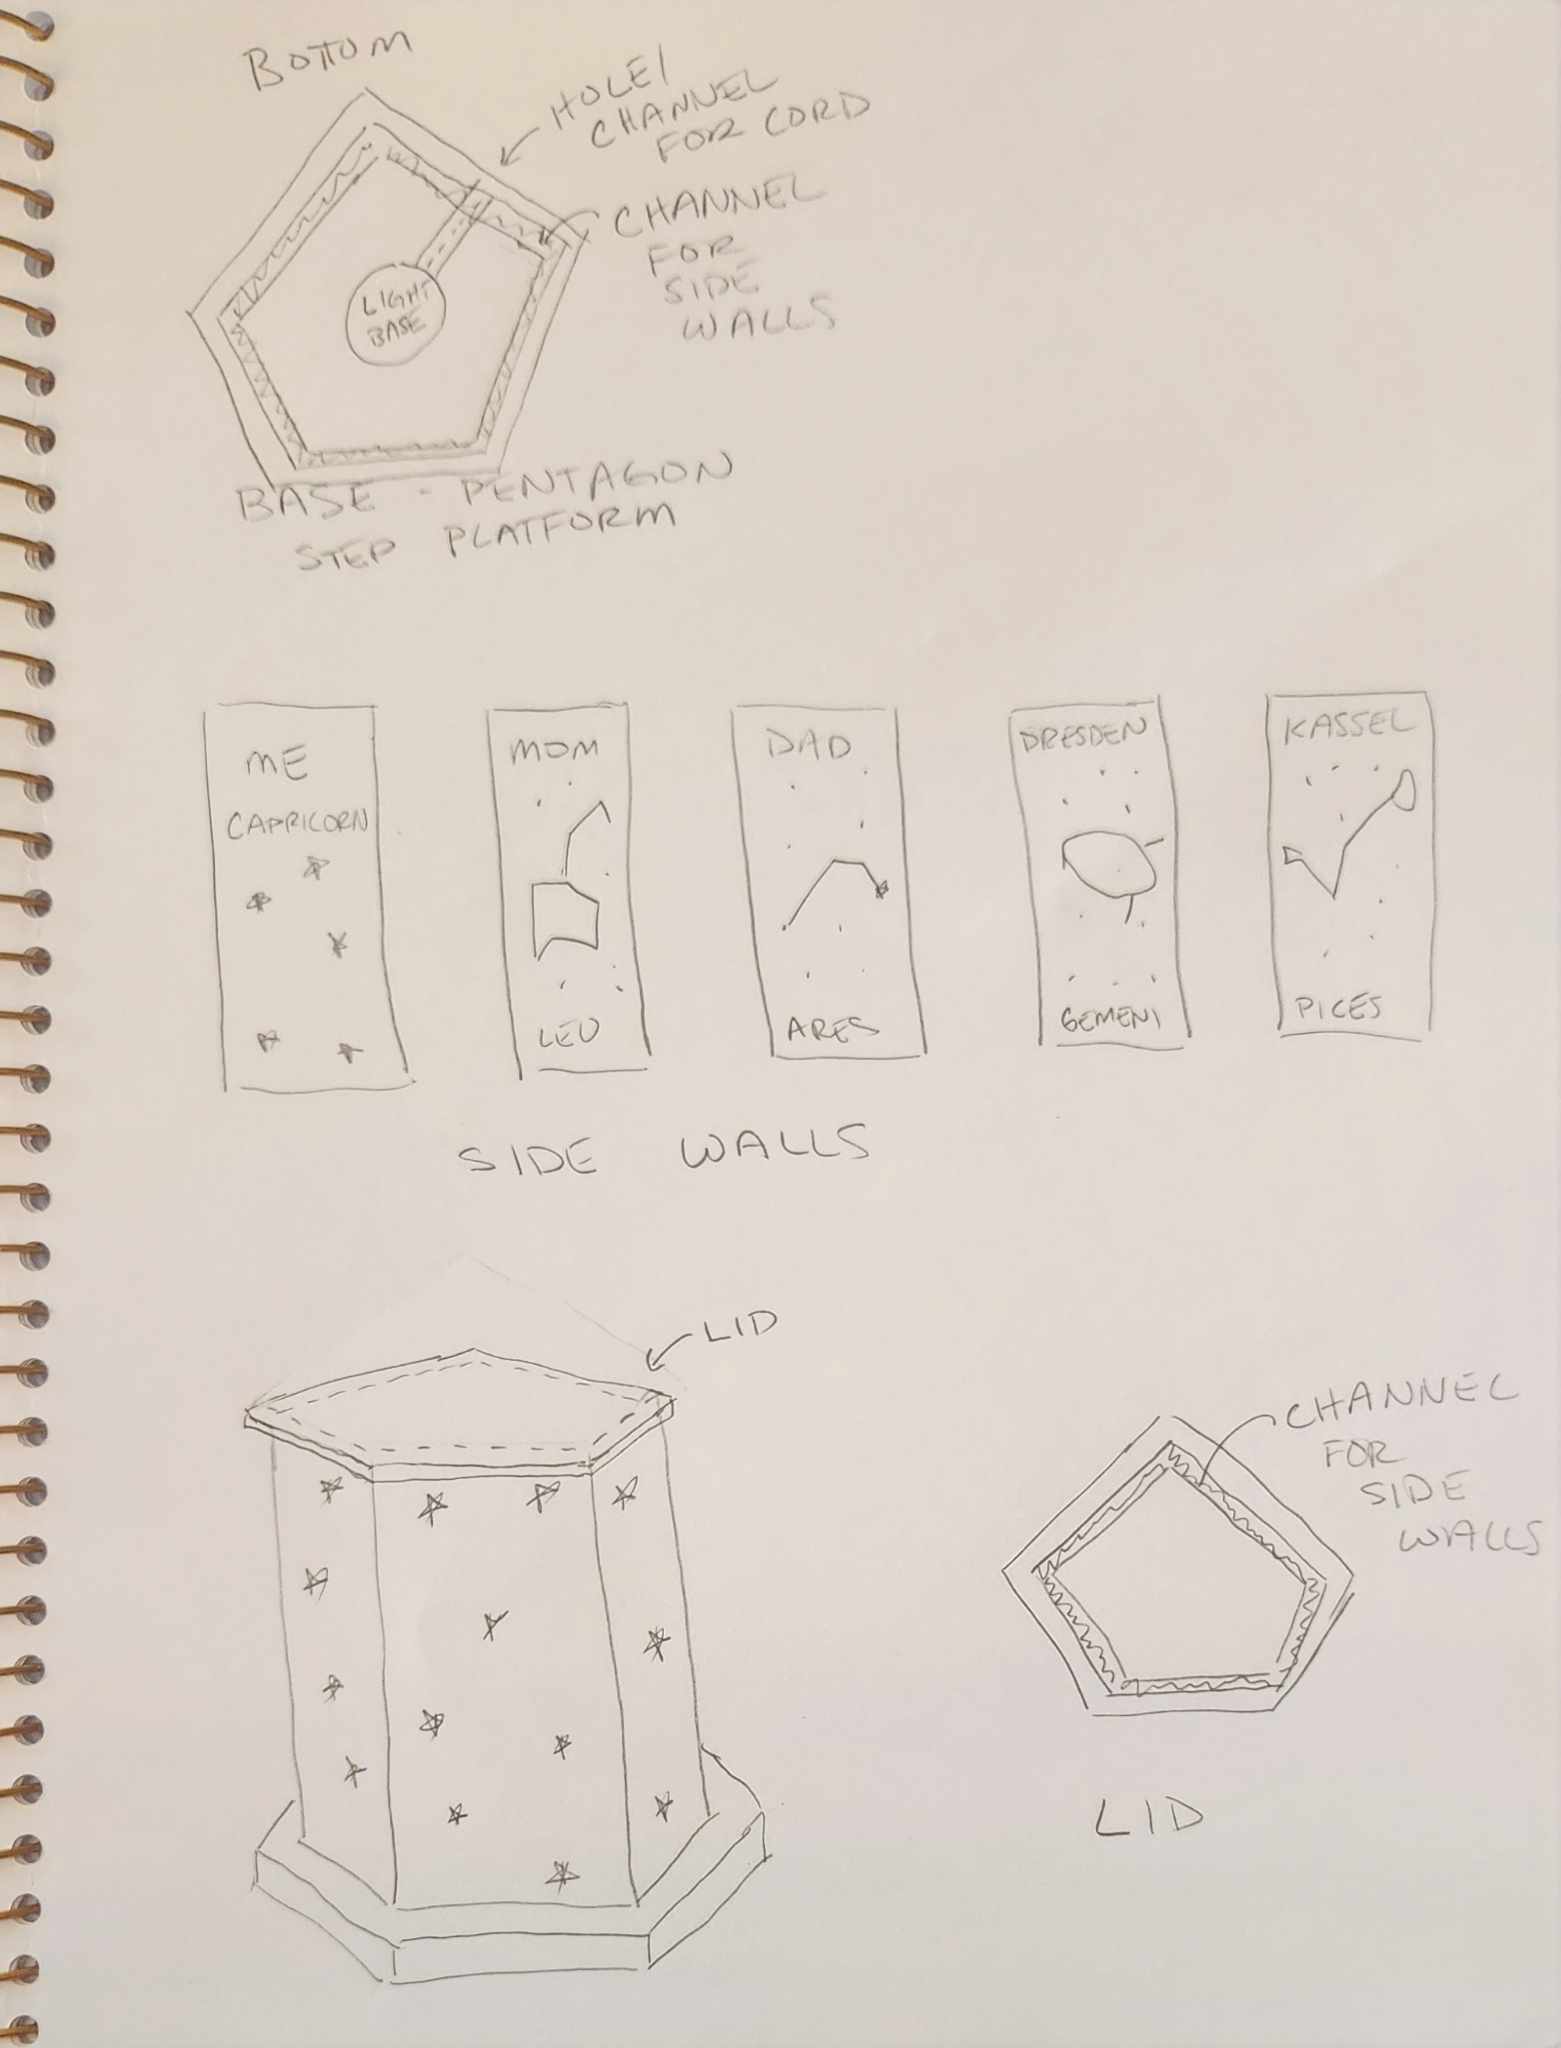 BOTTOM
HOLE/
CHANNEL
FOR CORD
CHANNEL
FOR
SIDE
WALLS
LIGHT
BASE
BASE - PENTAGON
STEP PLATFORM
ME
CAPRICORN
MOM
LEO
DAD
ARES
DRESDEN
GEMENI
KASSEL
PICES
SIDE WALLS
LID
CHANNEL
FOR
SIDE
WALLS
LID